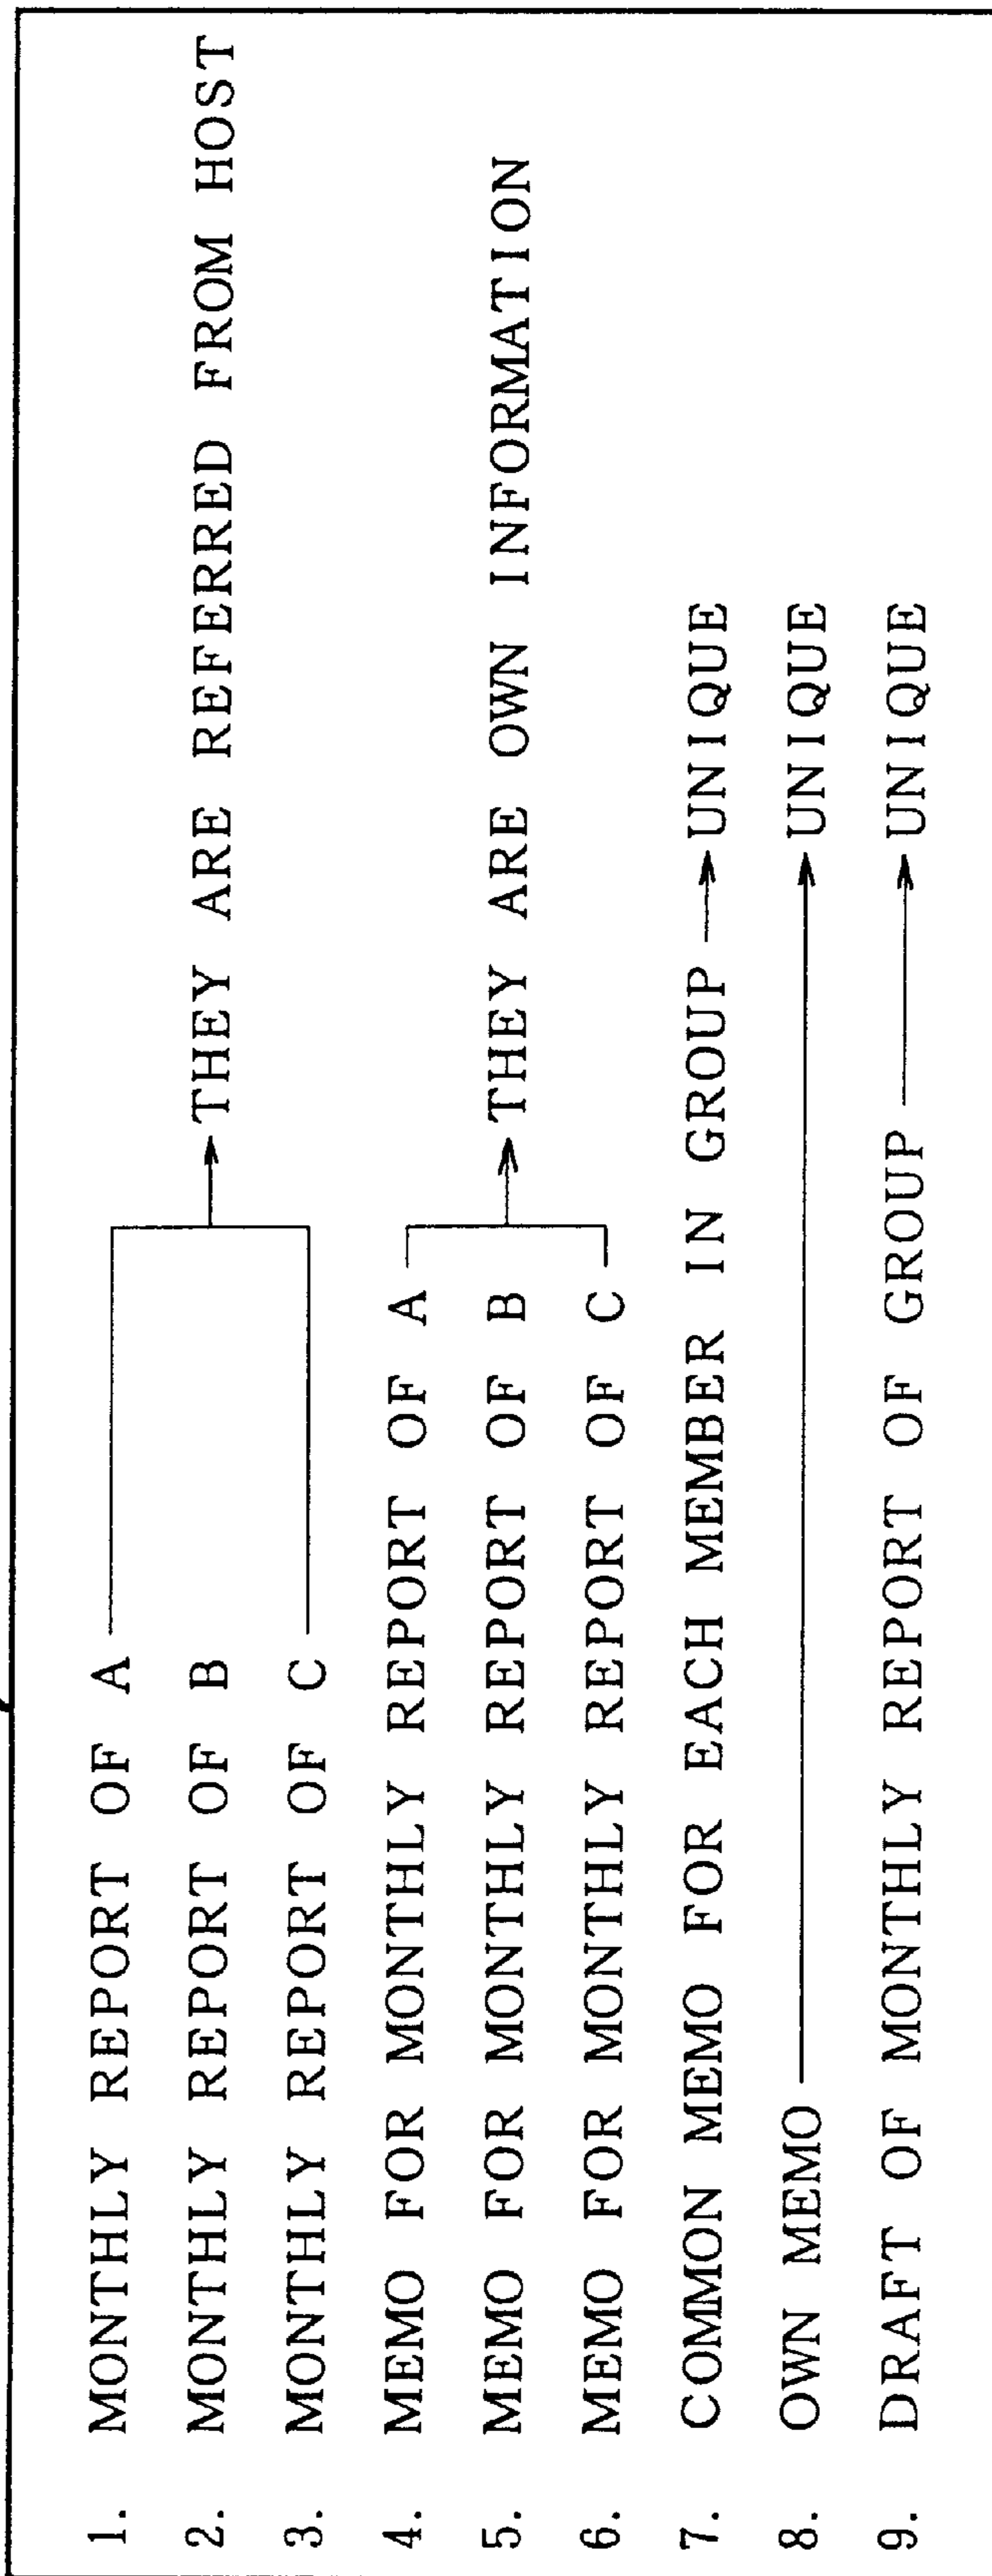 1. MONTHLY REPORT OF A
2. MONTHLY REPORT OF B THEY ARE REFERRED FROM HOST
3. MONTHLY REPORT OF C
4. MEMO FOR MONTHLY REPORT OF A
5. MEMO FOR MONTHLY REPORT OF B THEY ARE OWN INFORMATION
6. MEMO FOR MONTHLY REPORT OF C
7. COMMON MEMO FOR EACH MEMBER IN GROUP → UNIQUE
8. OWN MEMO → UNIQUE
9. DRAFT OF MONTHLY REPORT OF GROUP → UNIQUE